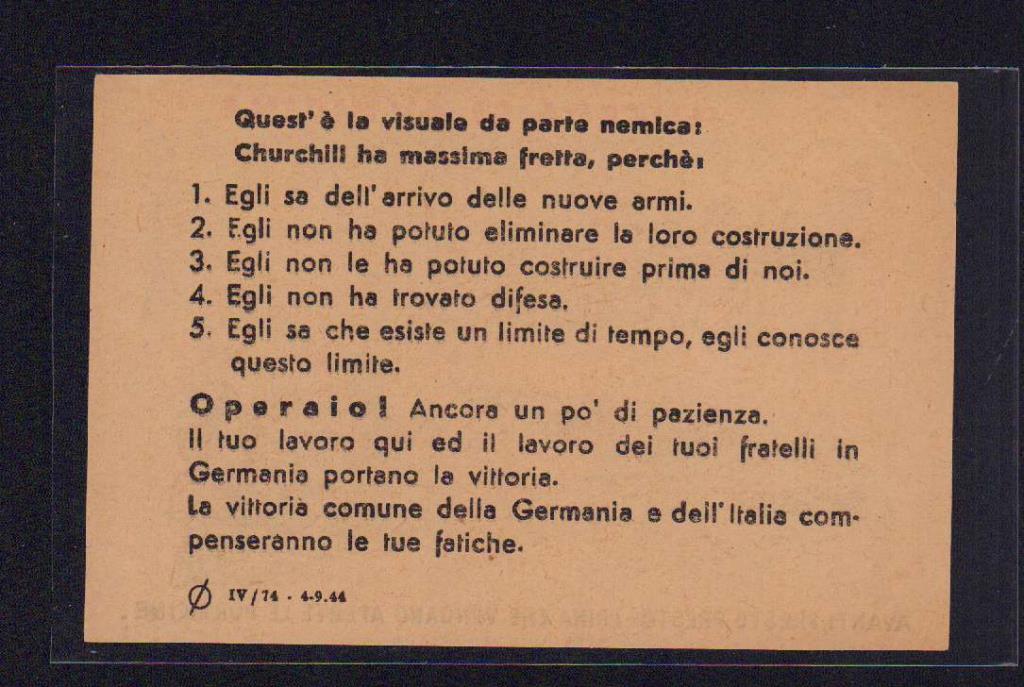 Quest'è la visuale da parte nemica:
Churchill ha massima fretta, perchè:
1. Egli sa dell'arrivo delle nuove armi.
2. Egli non ha potuto eliminare la loro costruzione.
3. Egli non le ha potuto costruire prima di noi.
4. Egli non ha trovato difesa.
5. Egli sa che esiste un limite di tempo, egli conosce
questo limite.
Operaio! Ancora un po' di pazienza.
Il tuo lavoro qui ed il lavoro dei tuoi fratelli in
Germania portano la vittoria.
La vittoria comune della Germania e dell'Italia com-
penseranno le tue fatiche.
Ø IV/74 - 4-9.44